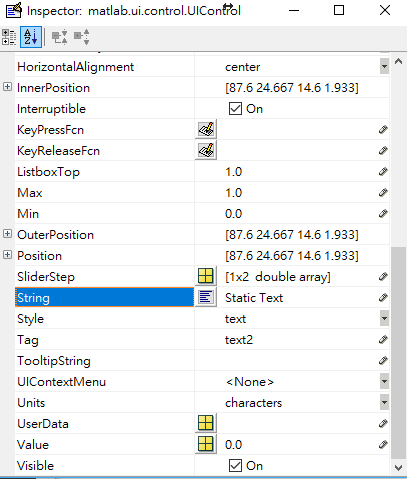 Inspector: matlab.ui.control.UIControl
HorizontalAlignment center
InnerPosition [87.6 24.667 14.6 1.933]
Interruptible On
KeyPressFcn
KeyReleaseFcn
ListboxTop 1.0
Max 1.0
Min 0.0
OuterPosition [87.6 24.667 14.6 1.933]
Position [87.6 24.667 14.6 1.933]
SliderStep [1x2 double array]
String Static Text
Style text
Tag text2
TooltipString
UIContextMenu <None>
Units characters
UserData
Value 0.0
Visible On